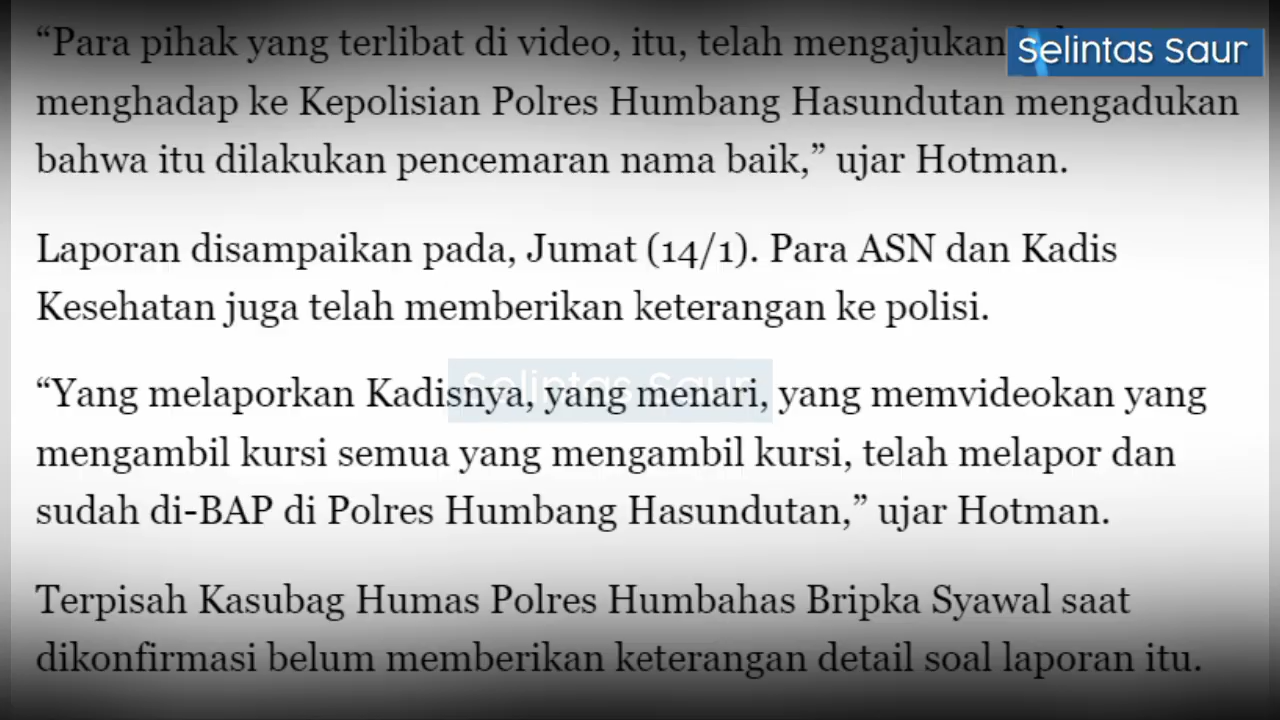 “Para pihak yang terlibat di video, itu, telah mengajukan
Selintas Saur
menghadap ke Kepolisian Polres Humbang Hasundutan mengadukan
bahwa itu dilakukan pencemaran nama baik,” ujar Hotman.
Laporan disampaikan pada, Jumat (14/1). Para ASN dan Kadis
Kesehatan juga telah memberikan keterangan ke polisi.
“Yang melaporkan Kadisnya, yang menari, yang memvideokan yang
Selintas Saur
mengambil kursi semua yang mengambil kursi, telah melapor dan
sudah di-BAP di Polres Humbang Hasundutan,” ujar Hotman.
Terpisah Kasubag Humas Polres Humbahas Bripka Syawal saat
dikonfirmasi belum memberikan keterangan detail soal laporan itu.